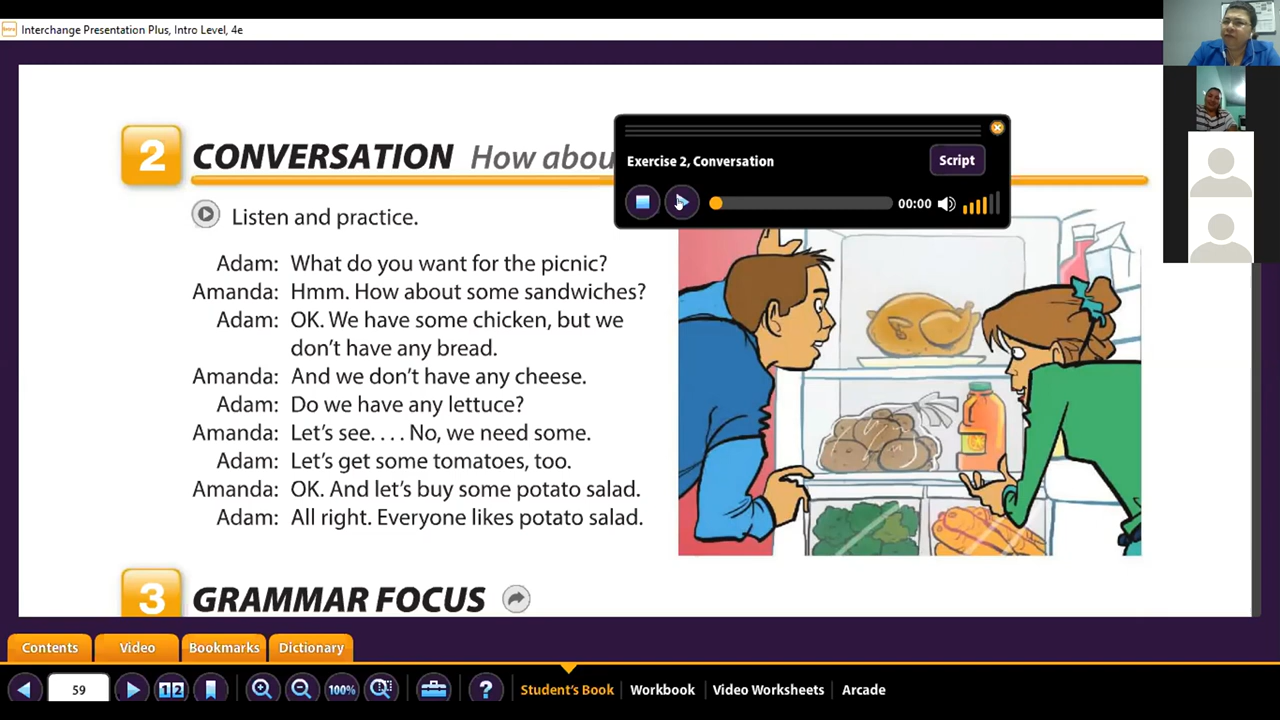 Interchange Presentation Plus, Intro Level, 4e
2 CONVERSATION How abou
Exercise 2, Conversation
Script
00:00
Listen and practice.
Adam: What do you want for the picnic?
Amanda: Hmm. How about some sandwiches?
Adam: OK. We have some chicken, but we
don't have any bread.
Amanda: And we don't have any cheese.
Adam: Do we have any lettuce?
Amanda: Let's see. . . . No, we need some.
Adam: Let's get some tomatoes, too.
Amanda: OK. And let's buy some potato salad.
Adam: All right. Everyone likes potato salad.
3 GRAMMAR FOCUS
Contents Video Bookmarks Dictionary
59 1 2 100% ? Student's Book Workbook Video Worksheets Arcade